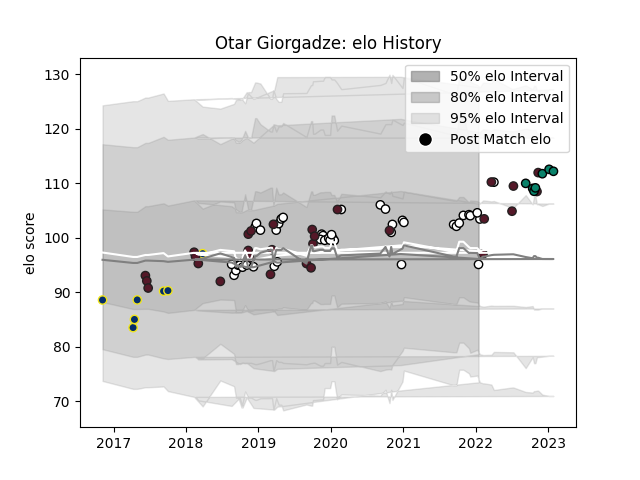 Otar Giorgadze: elo History
130
120
110
100
90
80
70
elo score
50% elo Interval
80% elo Interval
95% elo Interval
Post Match elo
2017 2018 2019 2020 2021 2022 2023